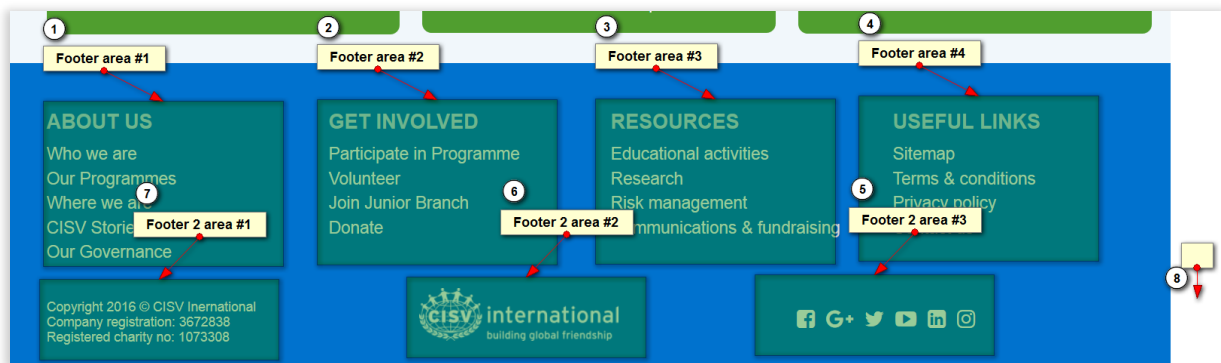 1
2
3
4
Footer area #1
Footer area #2
Footer area #3
Footer area #4
ABOUT US
Who we are
Our Programmes
Where we are
CISV Storie
Our Governance
7
Footer 2 area #1
GET INVOLVED
Participate in Programme
Volunteer
Join Junior Branch
Donate
6
Footer 2 area #2
RESOURCES
Educational activities
Research
Risk management
mmunications & fundraising
USEFUL LINKS
Sitemap
Terms & conditions
Privacy policy
5
Footer 2 area #3
8
Copyright 2016 © CISV Inernational
Company registration: 3672838
Registered charity no: 1073308
CISV international
building global friendship